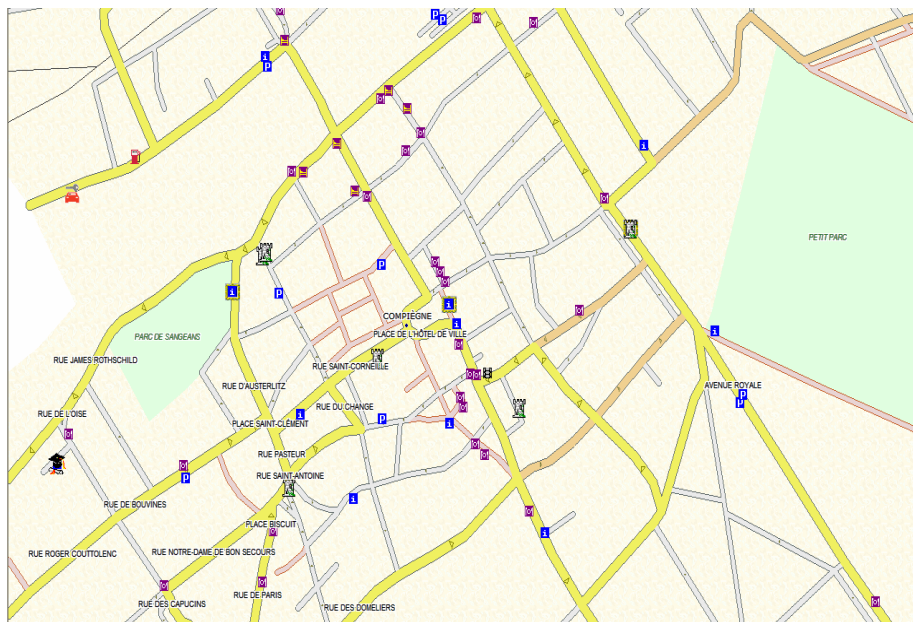 PETIT PARC
COMPIÈGNE
PARC DE SANGEANS
PLACE DE L'HÔTEL DE VILLE
RUE JAMES ROTHSCHILD
RUE SAINT-CORNEILLE
RUE D'AUSTERLITZ
AVENUE ROYALE
RUE DE L'OISE
RUE DU CHANGE
PLACE SAINT-CLÉMENT
RUE PASTEUR
RUE SAINT-ANTOINE
RUE DE BOUVINES
PLACE BISCUIT
RUE ROGER COUTTOLENC
RUE NOTRE-DAME DE BON SECOURS
RUE DE PARIS
RUE DES CAPUCINS
RUE DES DOMELIERS